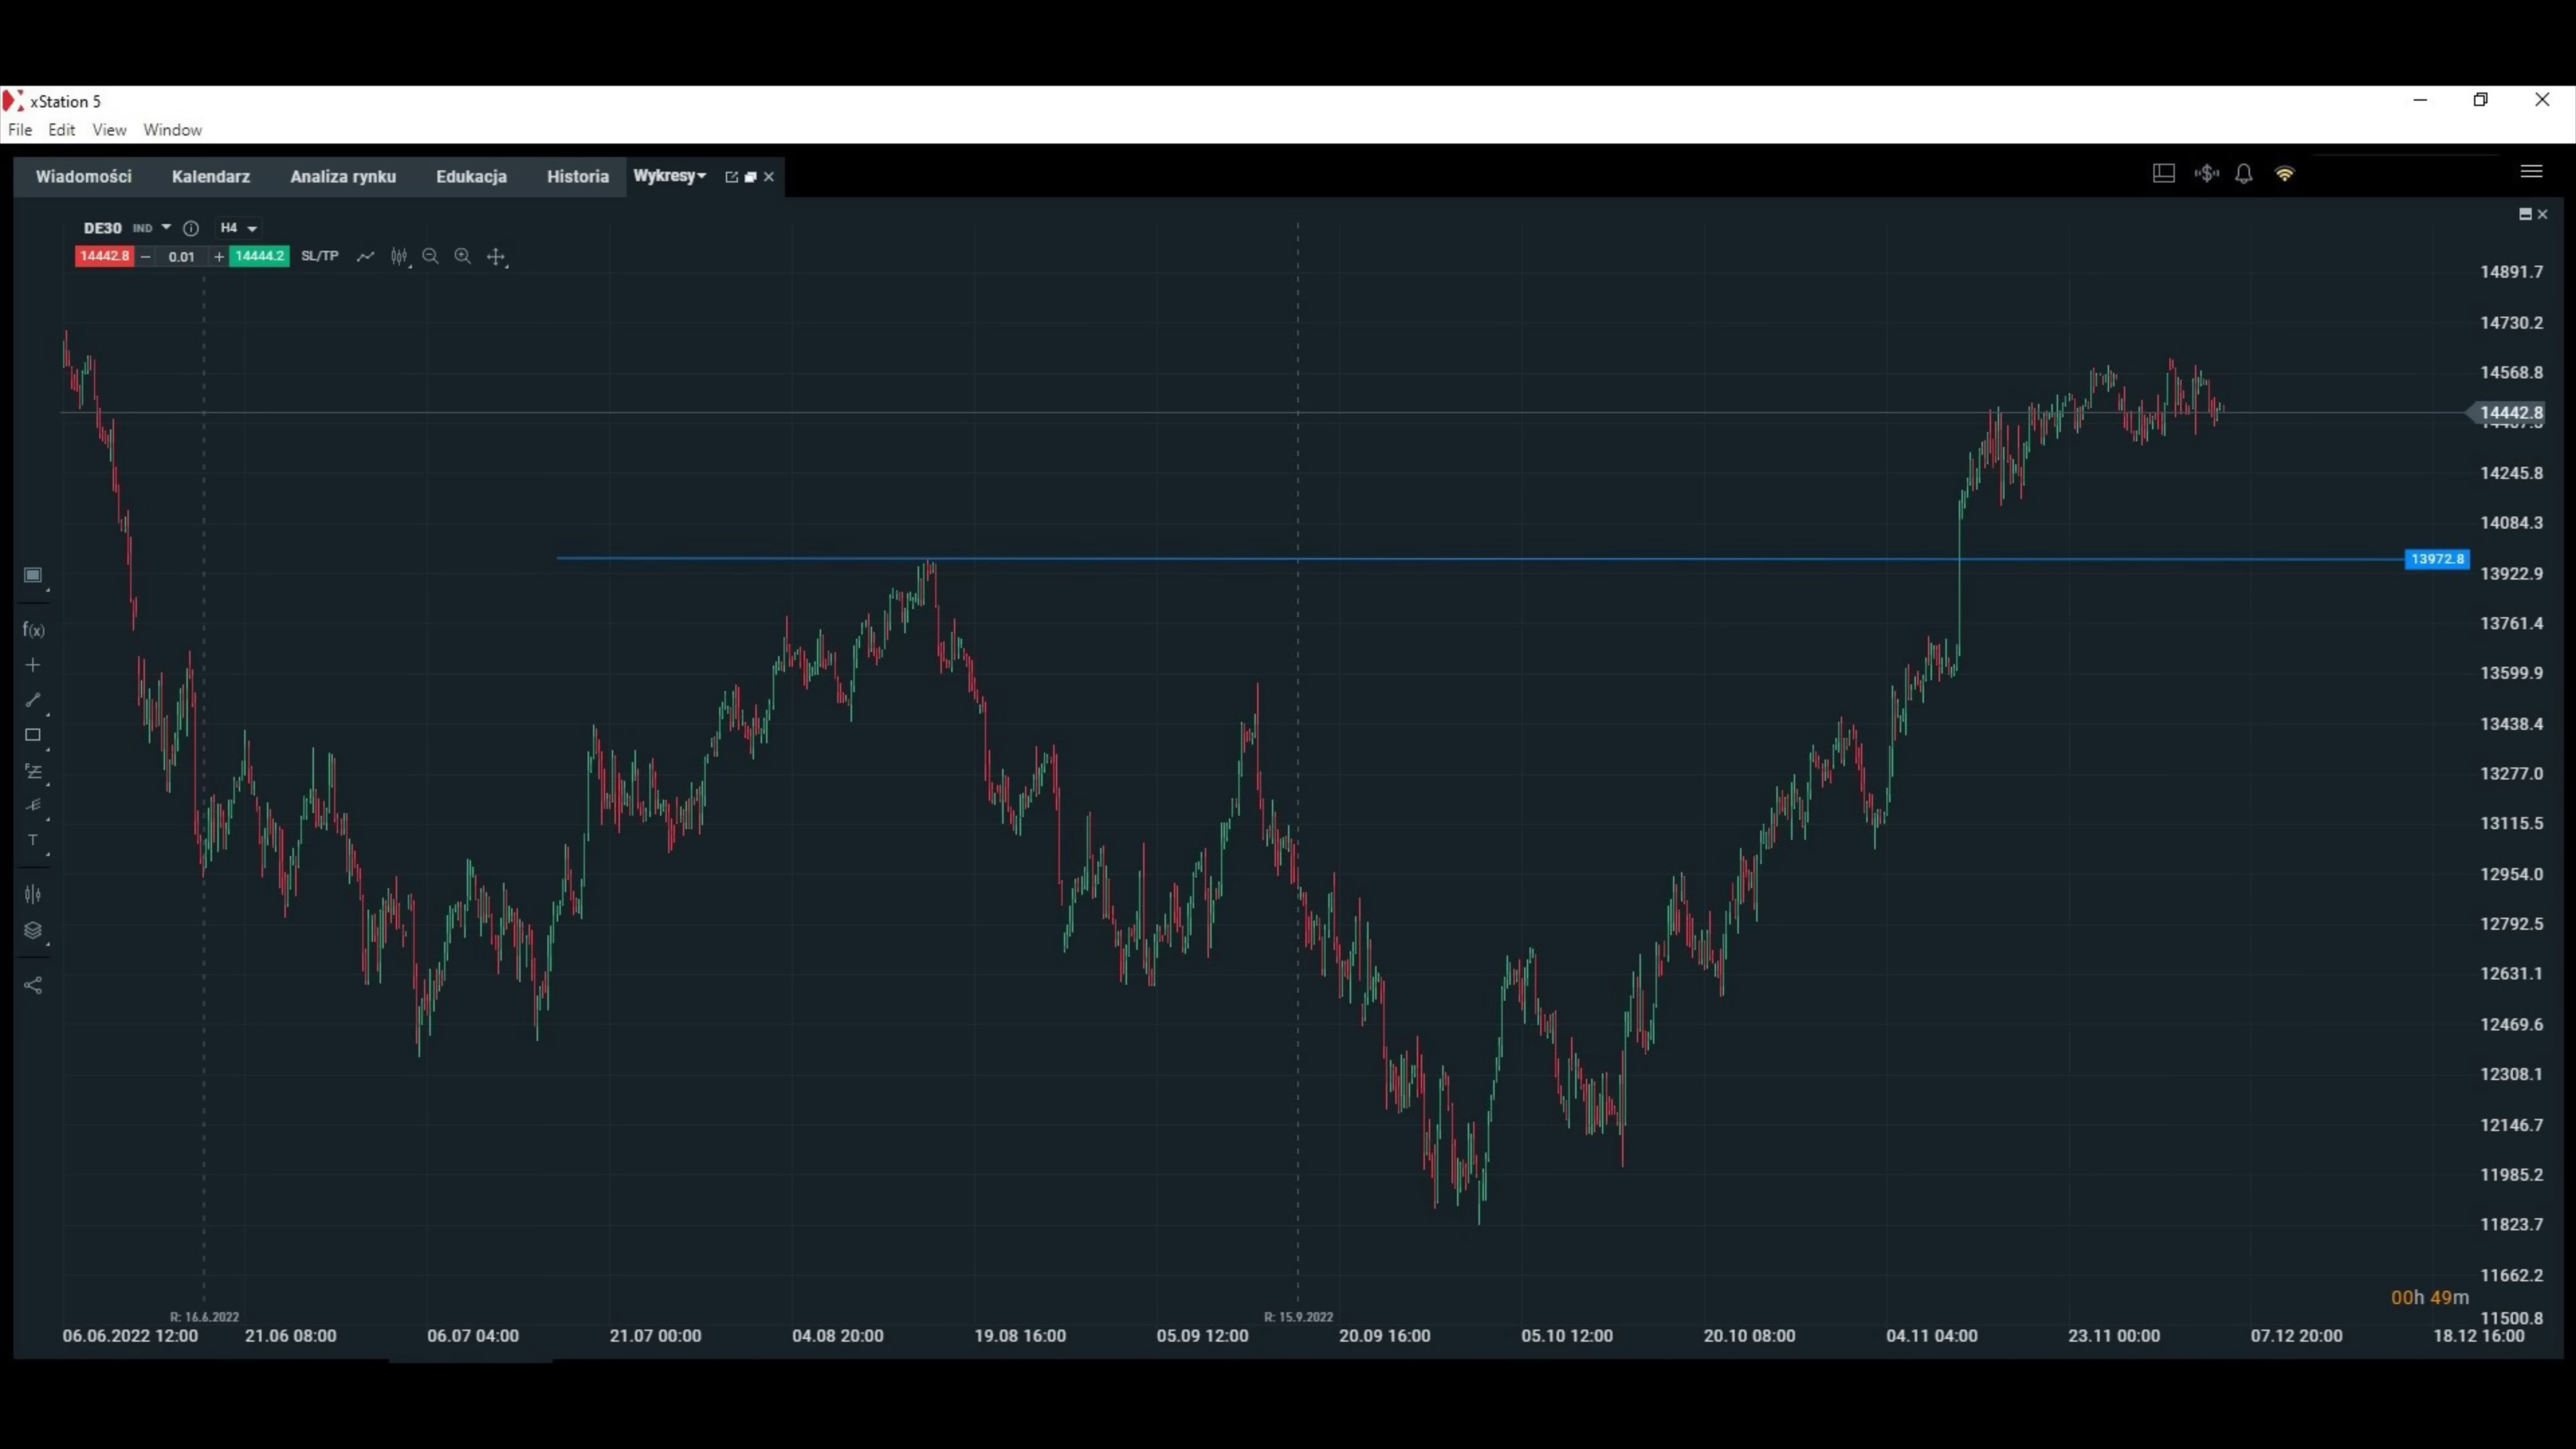 xStation 5
File Edit View Window
Wiadomości Kalendarz Analiza rynku Edukacja Historia Wykresy
DE30 IND H4
14442.8 − 0.01 + 14444.2 SL/TP
14891.7
14730.2
14568.8
14442.8
14245.8
14084.3
13972.8
13922.9
f(x)
13761.4
13599.9
13438.4
13277.0
13115.5
T
12954.0
12792.5
12631.1
12469.6
12308.1
12146.7
11985.2
11823.7
11662.2
00h 49m
R: 16.6.2022 R: 15.9.2022
11500.8
06.06.2022 12:00 21.06 08:00 06.07 04:00 21.07 00:00 04.08 20:00 19.08 16:00 05.09 12:00 20.09 16:00 05.10 12:00 20.10 08:00 04.11 04:00 23.11 00:00 07.12 20:00 18.12 16:00